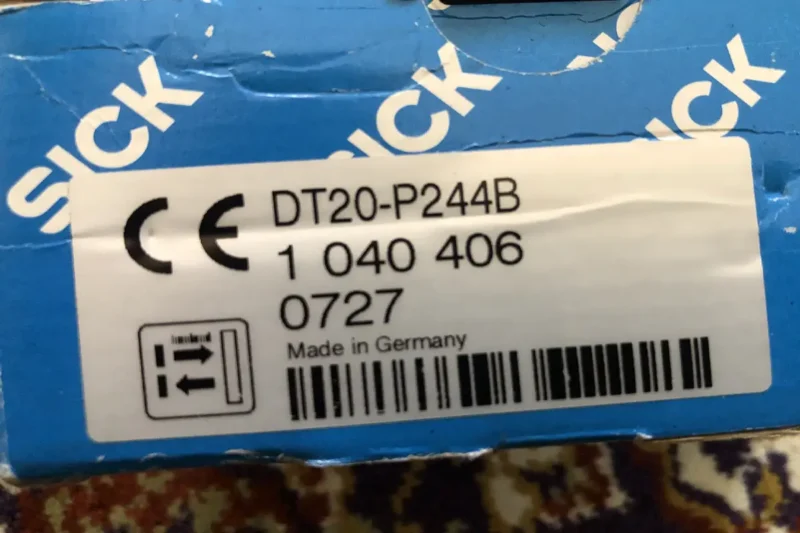 SICK
SICK
SICK
CE
DT20-P244B
1 040 406
0727
Made in Germany